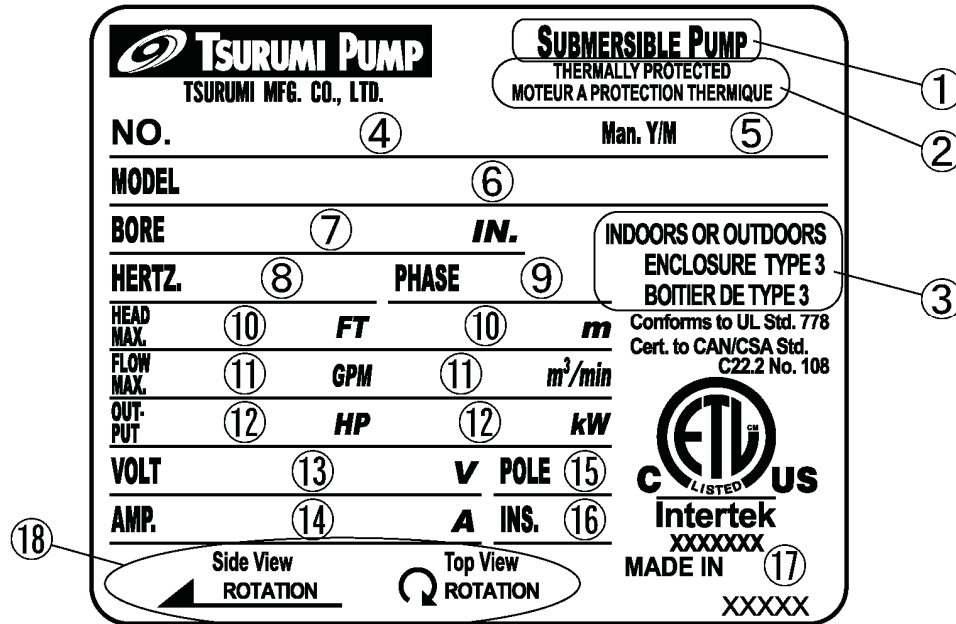 TSURUMI PUMP
TSURUMI MFG. CO., LTD.
SUBMERSIBLE PUMP
THERMALLY PROTECTED
MOTEUR A PROTECTION THERMIQUE
①
②
NO. ④ Man. Y/M ⑤
MODEL ⑥
BORE ⑦ IN.
HERTZ. ⑧ PHASE ⑨
INDOORS OR OUTDOORS
ENCLOSURE TYPE 3
BOITIER DE TYPE 3
③
HEAD MAX. ⑩ FT ⑩ m
FLOW MAX. ⑪ GPM ⑪ m³/min
OUT-PUT ⑫ HP ⑫ kW
VOLT ⑬ V POLE ⑮
AMP. ⑭ A INS. ⑯
Conforms to UL Std. 778
Cert. to CAN/CSA Std.
C22.2 No. 108
ETL CM
LISTED
C US
Intertek
XXXXXXX
MADE IN ⑰
XXXXX
⑱
Side View
ROTATION
Top View
ROTATION